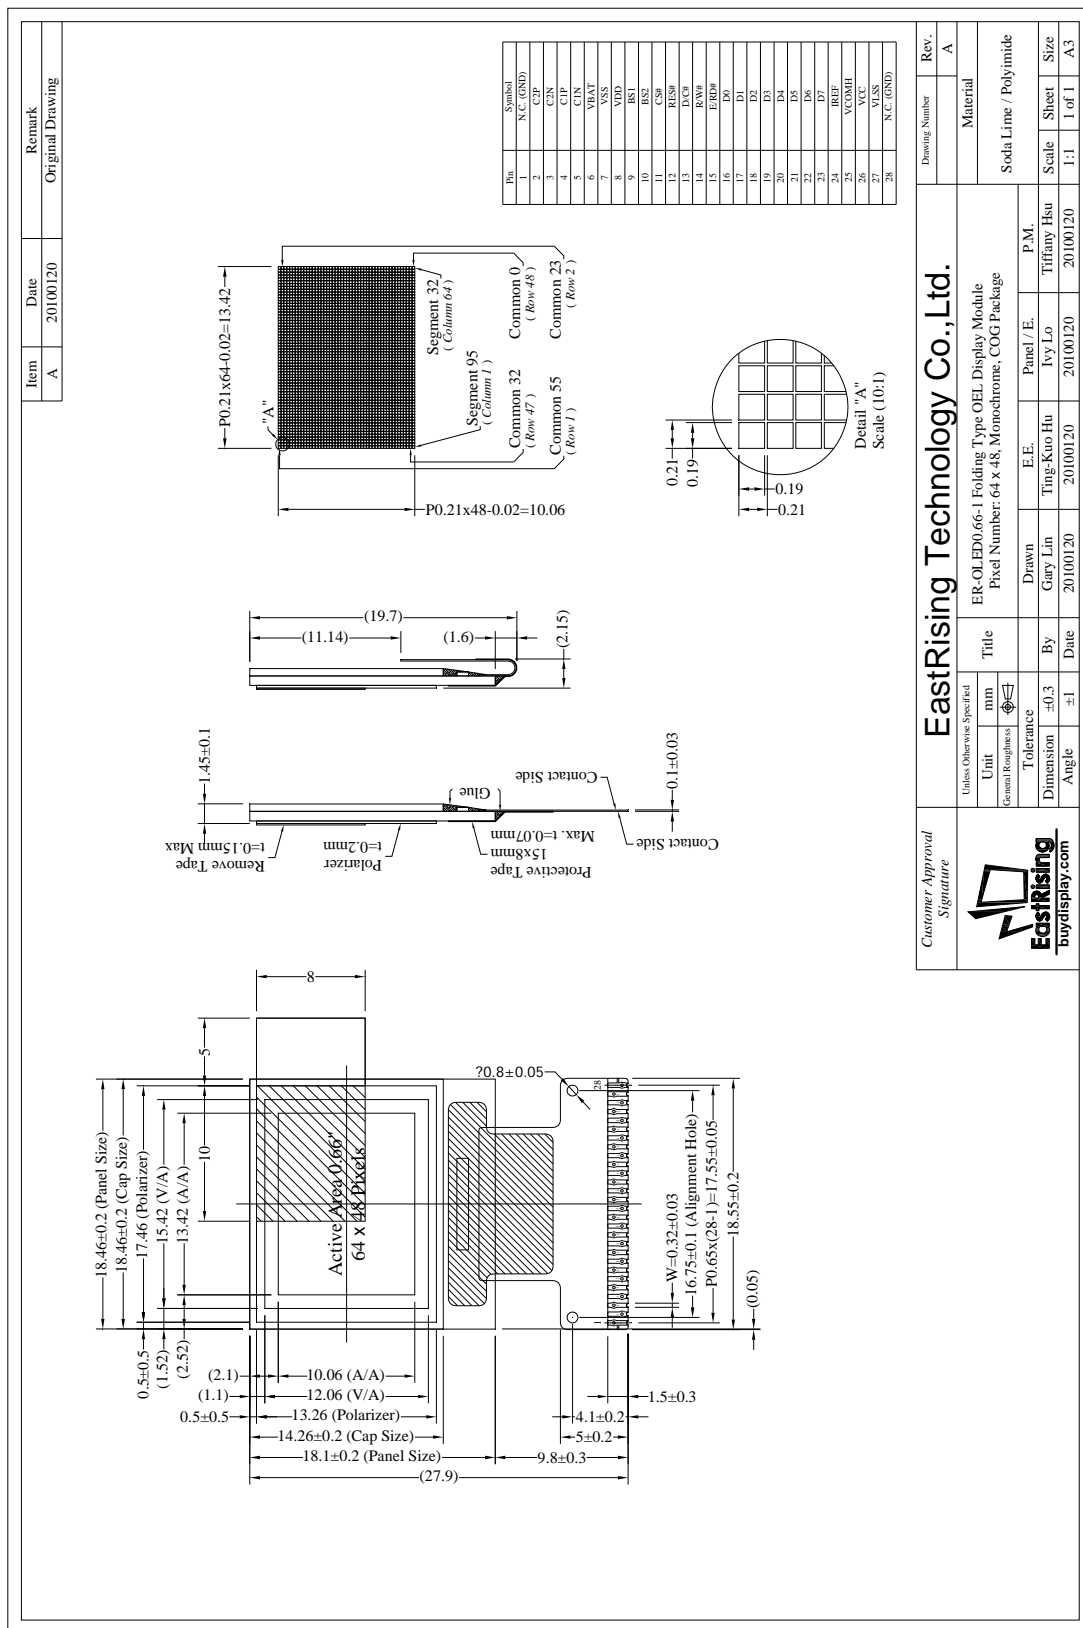 Item Date Remark
A 20100120 Original Drawing
18.46±0.2 (Panel Size)
18.46±0.2 (Cap Size)
17.46 (Polarizer)
15.42 (V/A)
13.42 (A/A)
10
5
8
0.5±0.5
(1.52)
(2.52)
Active Area 0.66"
64 x 48 Pixels
(2.1)
10.06 (A/A)
(1.1)
12.06 (V/A)
0.5±0.5
13.26 (Polarizer)
14.26±0.2 (Cap Size)
18.1±0.2 (Panel Size)
9.8±0.3
(27.9)
1.5±0.3
4.1±0.2
5±0.2
?0.8±0.05
28
1
W=0.32±0.03
16.75±0.1 (Alignment Hole)
P0.65x(28-1)=17.55±0.05
18.55±0.2
(0.05)
1.45±0.1
Remove Tape
t=0.15mm Max
Polarizer
t=0.2mm
Protective Tape
15x8mm
Max. t=0.07mm
Glue
Contact Side
Contact Side
0.1±0.03
(19.7)
(11.14)
(1.6)
(2.15)
P0.21x64-0.02=13.42
"A"
P0.21x48-0.02=10.06
Segment 95
( Column 1 )
Segment 32
( Column 64 )
Common 32
( Row 47 )
Common 55
( Row 1 )
Common 0
( Row 48 )
Common 23
( Row 2 )
0.21
0.19
0.19
0.21
Detail "A"
Scale (10:1)
Pin Symbol
1 N.C. (GND)
2 C2P
3 C2N
4 C1P
5 C1N
6 VBAT
7 VSS
8 VDD
9 BS1
10 BS2
11 CS#
12 RES#
13 D/C#
14 R/W#
15 E/RD#
16 D0
17 D1
18 D2
19 D3
20 D4
21 D5
22 D6
23 D7
24 IREF
25 VCOMH
26 VCC
27 VLSS
28 N.C. (GND)
Customer Approval
Signature
EastRising
buydisplay.com
EastRising Technology Co.,Ltd.
Drawing Number Rev.
A
Unless Otherwise Specified
Unit mm
General Roughness
Tolerance
Dimension ±0.3
Angle ±1
Title
ER-OLED0.66-1 Folding Type OEL Display Module
Pixel Number: 64 x 48, Monochrome, COG Package
Material
Soda Lime / Polyimide
Drawn E.E. Panel / E. P.M.
By Gary Lin Ting-Kuo Hu Ivy Lo Tiffany Hsu
Date 20100120 20100120 20100120 20100120
Scale Sheet Size
1:1 1 of 1 A3